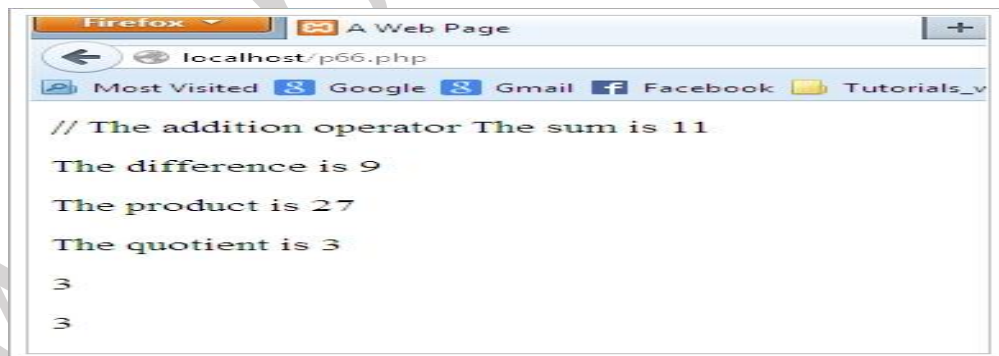 Firefox
A Web Page
localhost/p66.php
Most Visited Google Gmail Facebook Tutorials_v
// The addition operator The sum is 11
The difference is 9
The product is 27
The quotient is 3
3
3